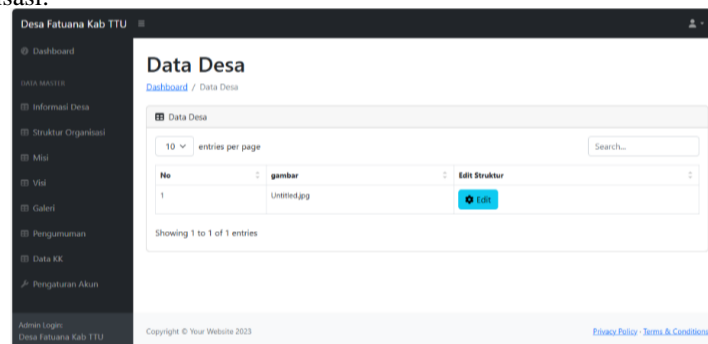 Desa Fatuana Kab TTU
Dashboard
DATA MASTER
Informasi Desa
Struktur Organisasi
Misi
Visi
Galeri
Pengumuman
Data KK
Pengaturan Akun
Admin Login:
Desa Fatuana Kab TTU
Data Desa
Dashboard / Data Desa
Data Desa
10 entries per page
Search...
No gambar Edit Struktur
1 Untitled.jpg Edit
Showing 1 to 1 of 1 entries
Copyright © Your Website 2023
Privacy Policy · Terms & Conditions